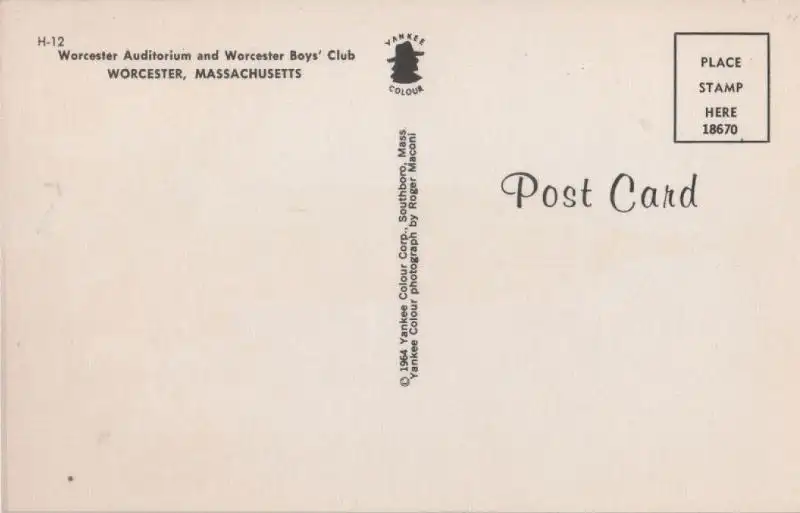 H-12
Worcester Auditorium and Worcester Boys' Club
WORCESTER, MASSACHUSETTS
YANKEE
COLOUR
© 1964 Yankee Colour Corp., Southboro, Mass.
Yankee Colour photograph by Roger Maconi
PLACE
STAMP
HERE
18670
Post Card